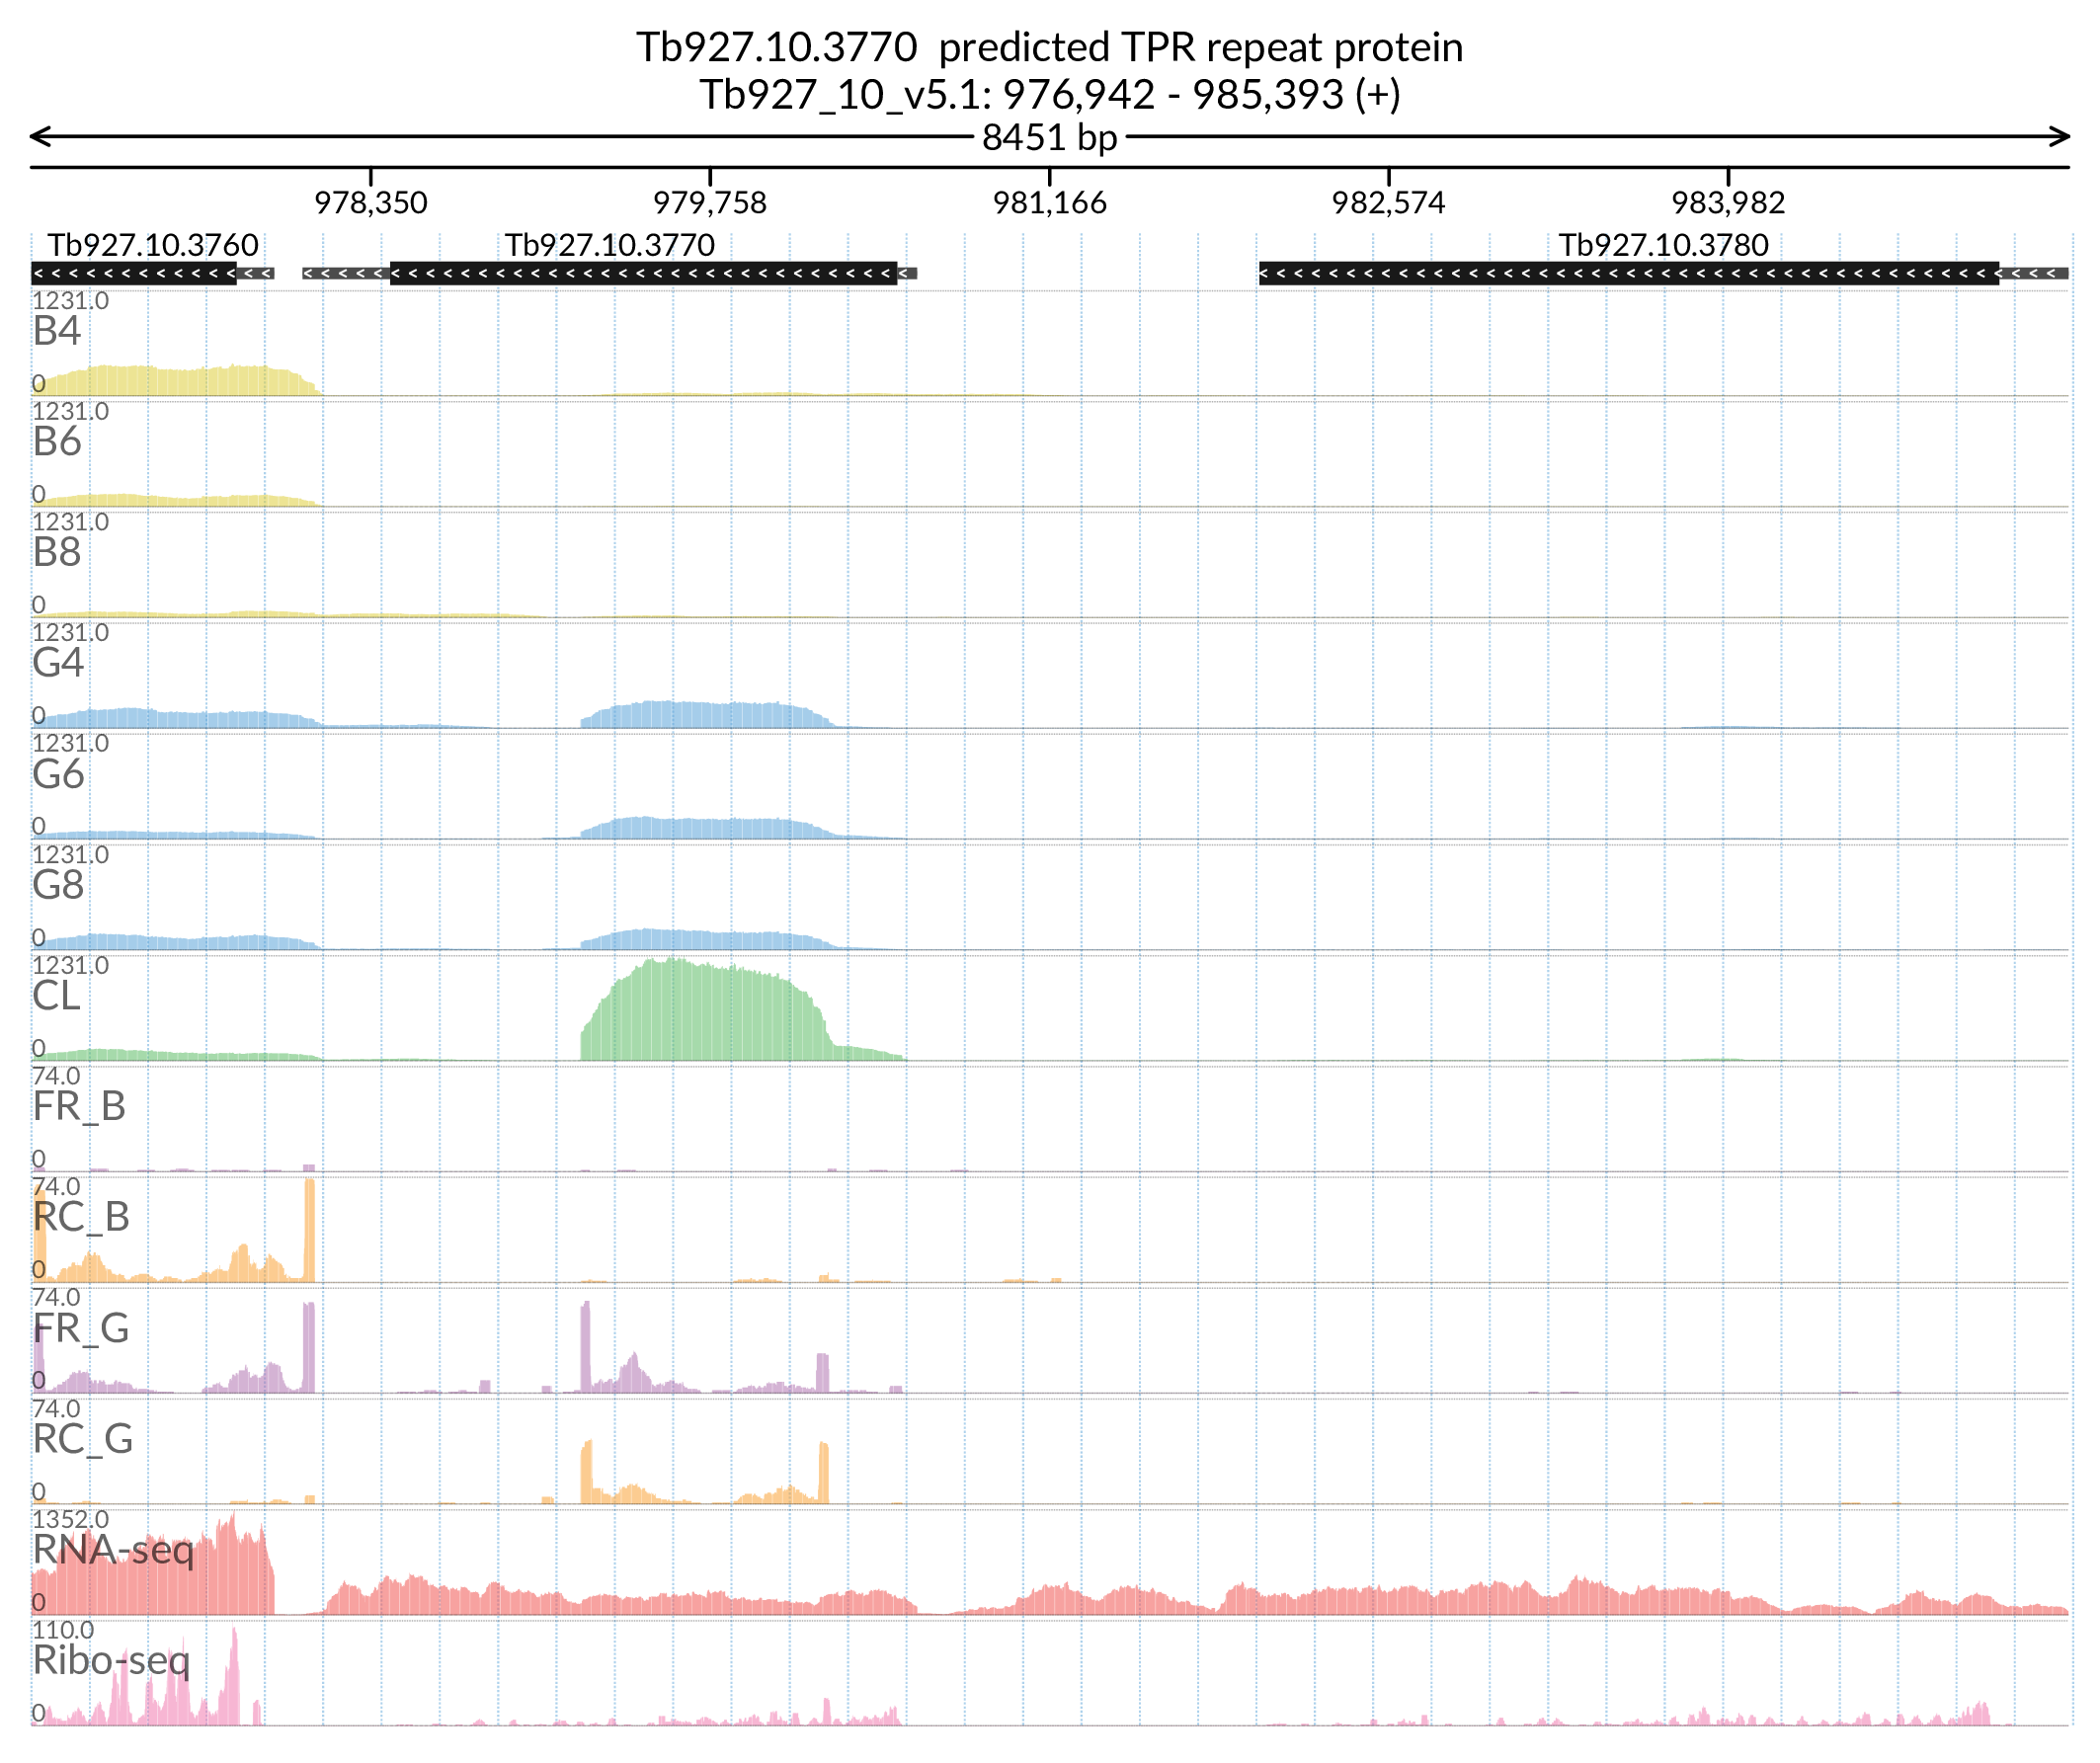 Tb927.10.3770 predicted TPR repeat protein
Tb927_10_v5.1: 976,942 - 985,393 (+)
8451 bp
978,350 979,758 981,166 982,574 983,982
Tb927.10.3760 Tb927.10.3770 Tb927.10.3780
1231.0
B4
0
1231.0
B6
0
1231.0
B8
0
1231.0
G4
0
1231.0
G6
0
1231.0
G8
0
1231.0
CL
0
74.0
FR_B
0
74.0
RC_B
0
74.0
FR_G
0
74.0
RC_G
0
1352.0
RNA-seq
0
110.0
Ribo-seq
0